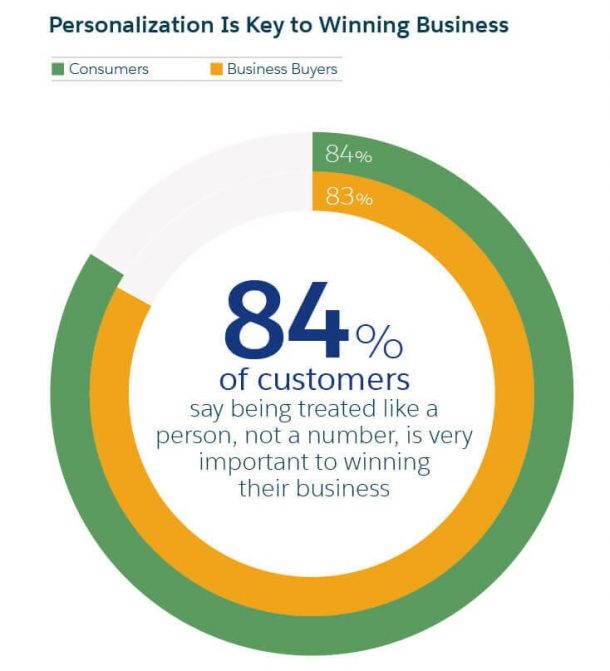 Personalization Is Key to Winning Business
Consumers Business Buyers
84%
83%
84%
of customers
say being treated like a
person, not a number, is very
important to winning
their business